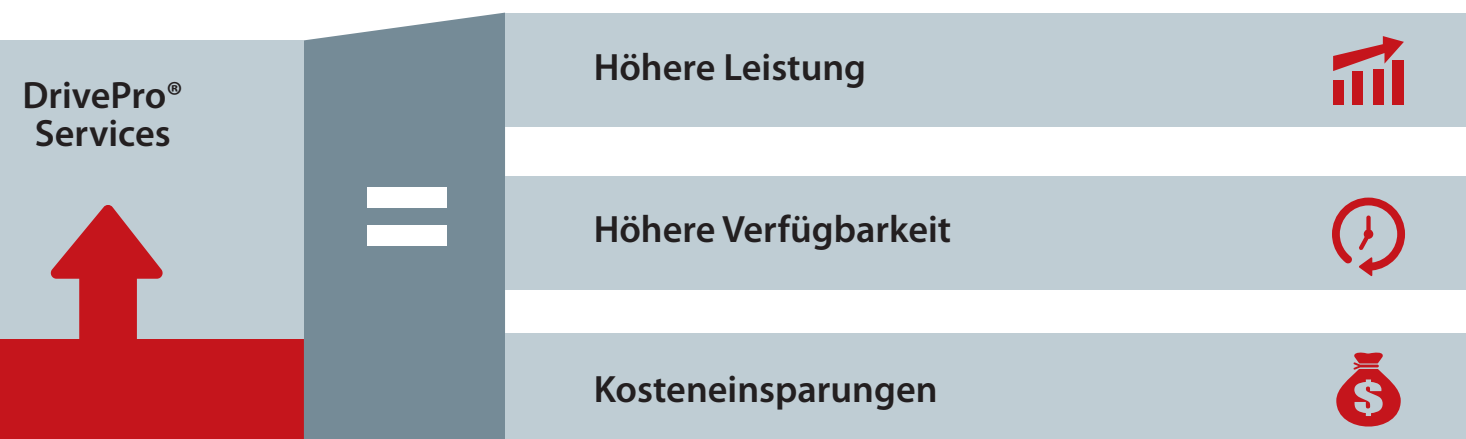 DrivePro®
Services
=
Höhere Leistung
Höhere Verfügbarkeit
Kosteneinsparungen
$